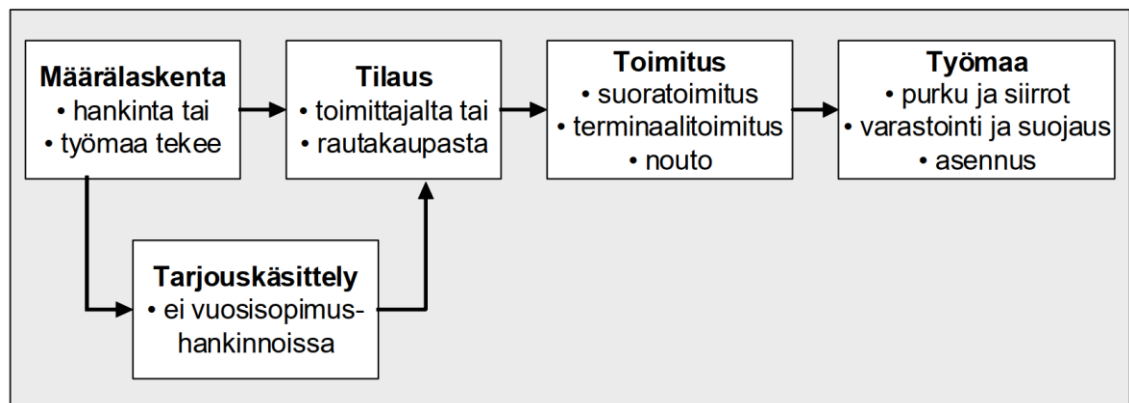 Määrälaskenta
• hankinta tai
• työmaa tekee
Tilaus
• toimittajalta tai
• rautakaupasta
Toimitus
• suoratoimitus
• terminaalitoimitus
• nouto
Työmaa
• purku ja siirrot
• varastointi ja suojaus
• asennus
Tarjouskäsittely
• ei vuosisopimus-
hankinnoissa